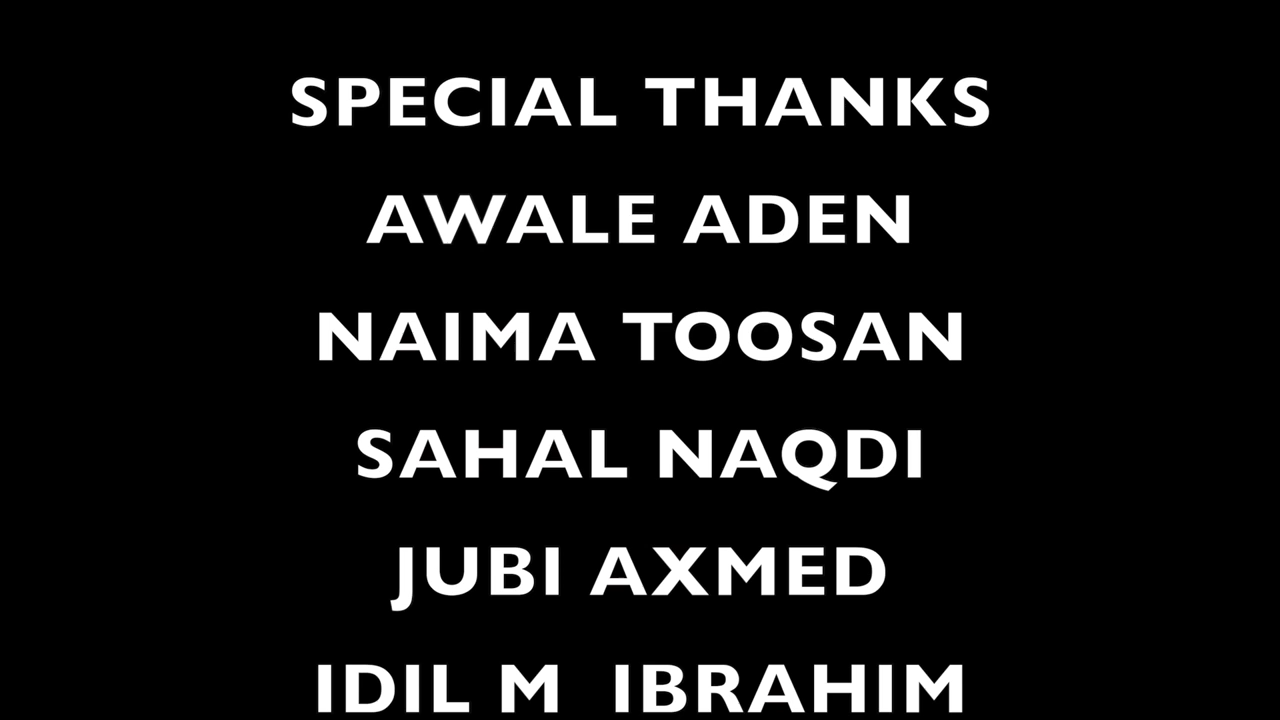 SPECIAL THANKS
AWALE ADEN
NAIMA TOOSAN
SAHAL NAQDI
JUBI AXMED
IDIL M  IBRAHIM